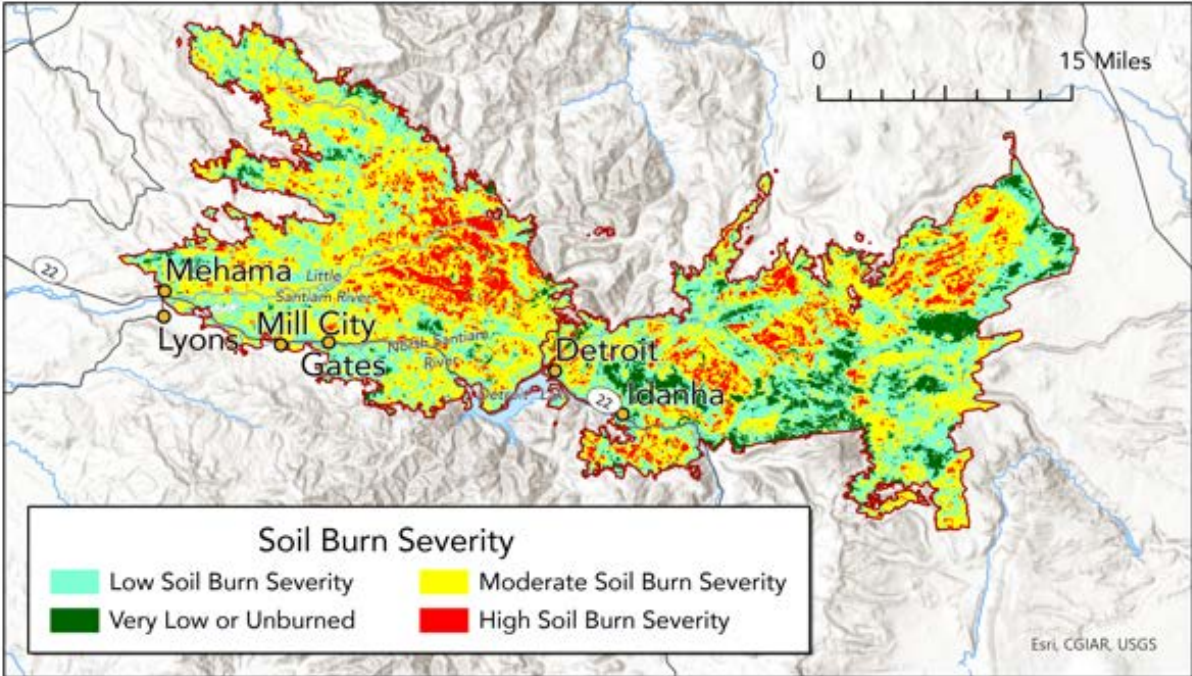 0 15 Miles
22
Mehama
Little
Santiam River
Lyons
Mill City
Gates
North Santiam
River
Detroit
Detroit Lake
22
Idanha
Soil Burn Severity
Low Soil Burn Severity
Moderate Soil Burn Severity
Very Low or Unburned
High Soil Burn Severity
Esri, CGIAR, USGS